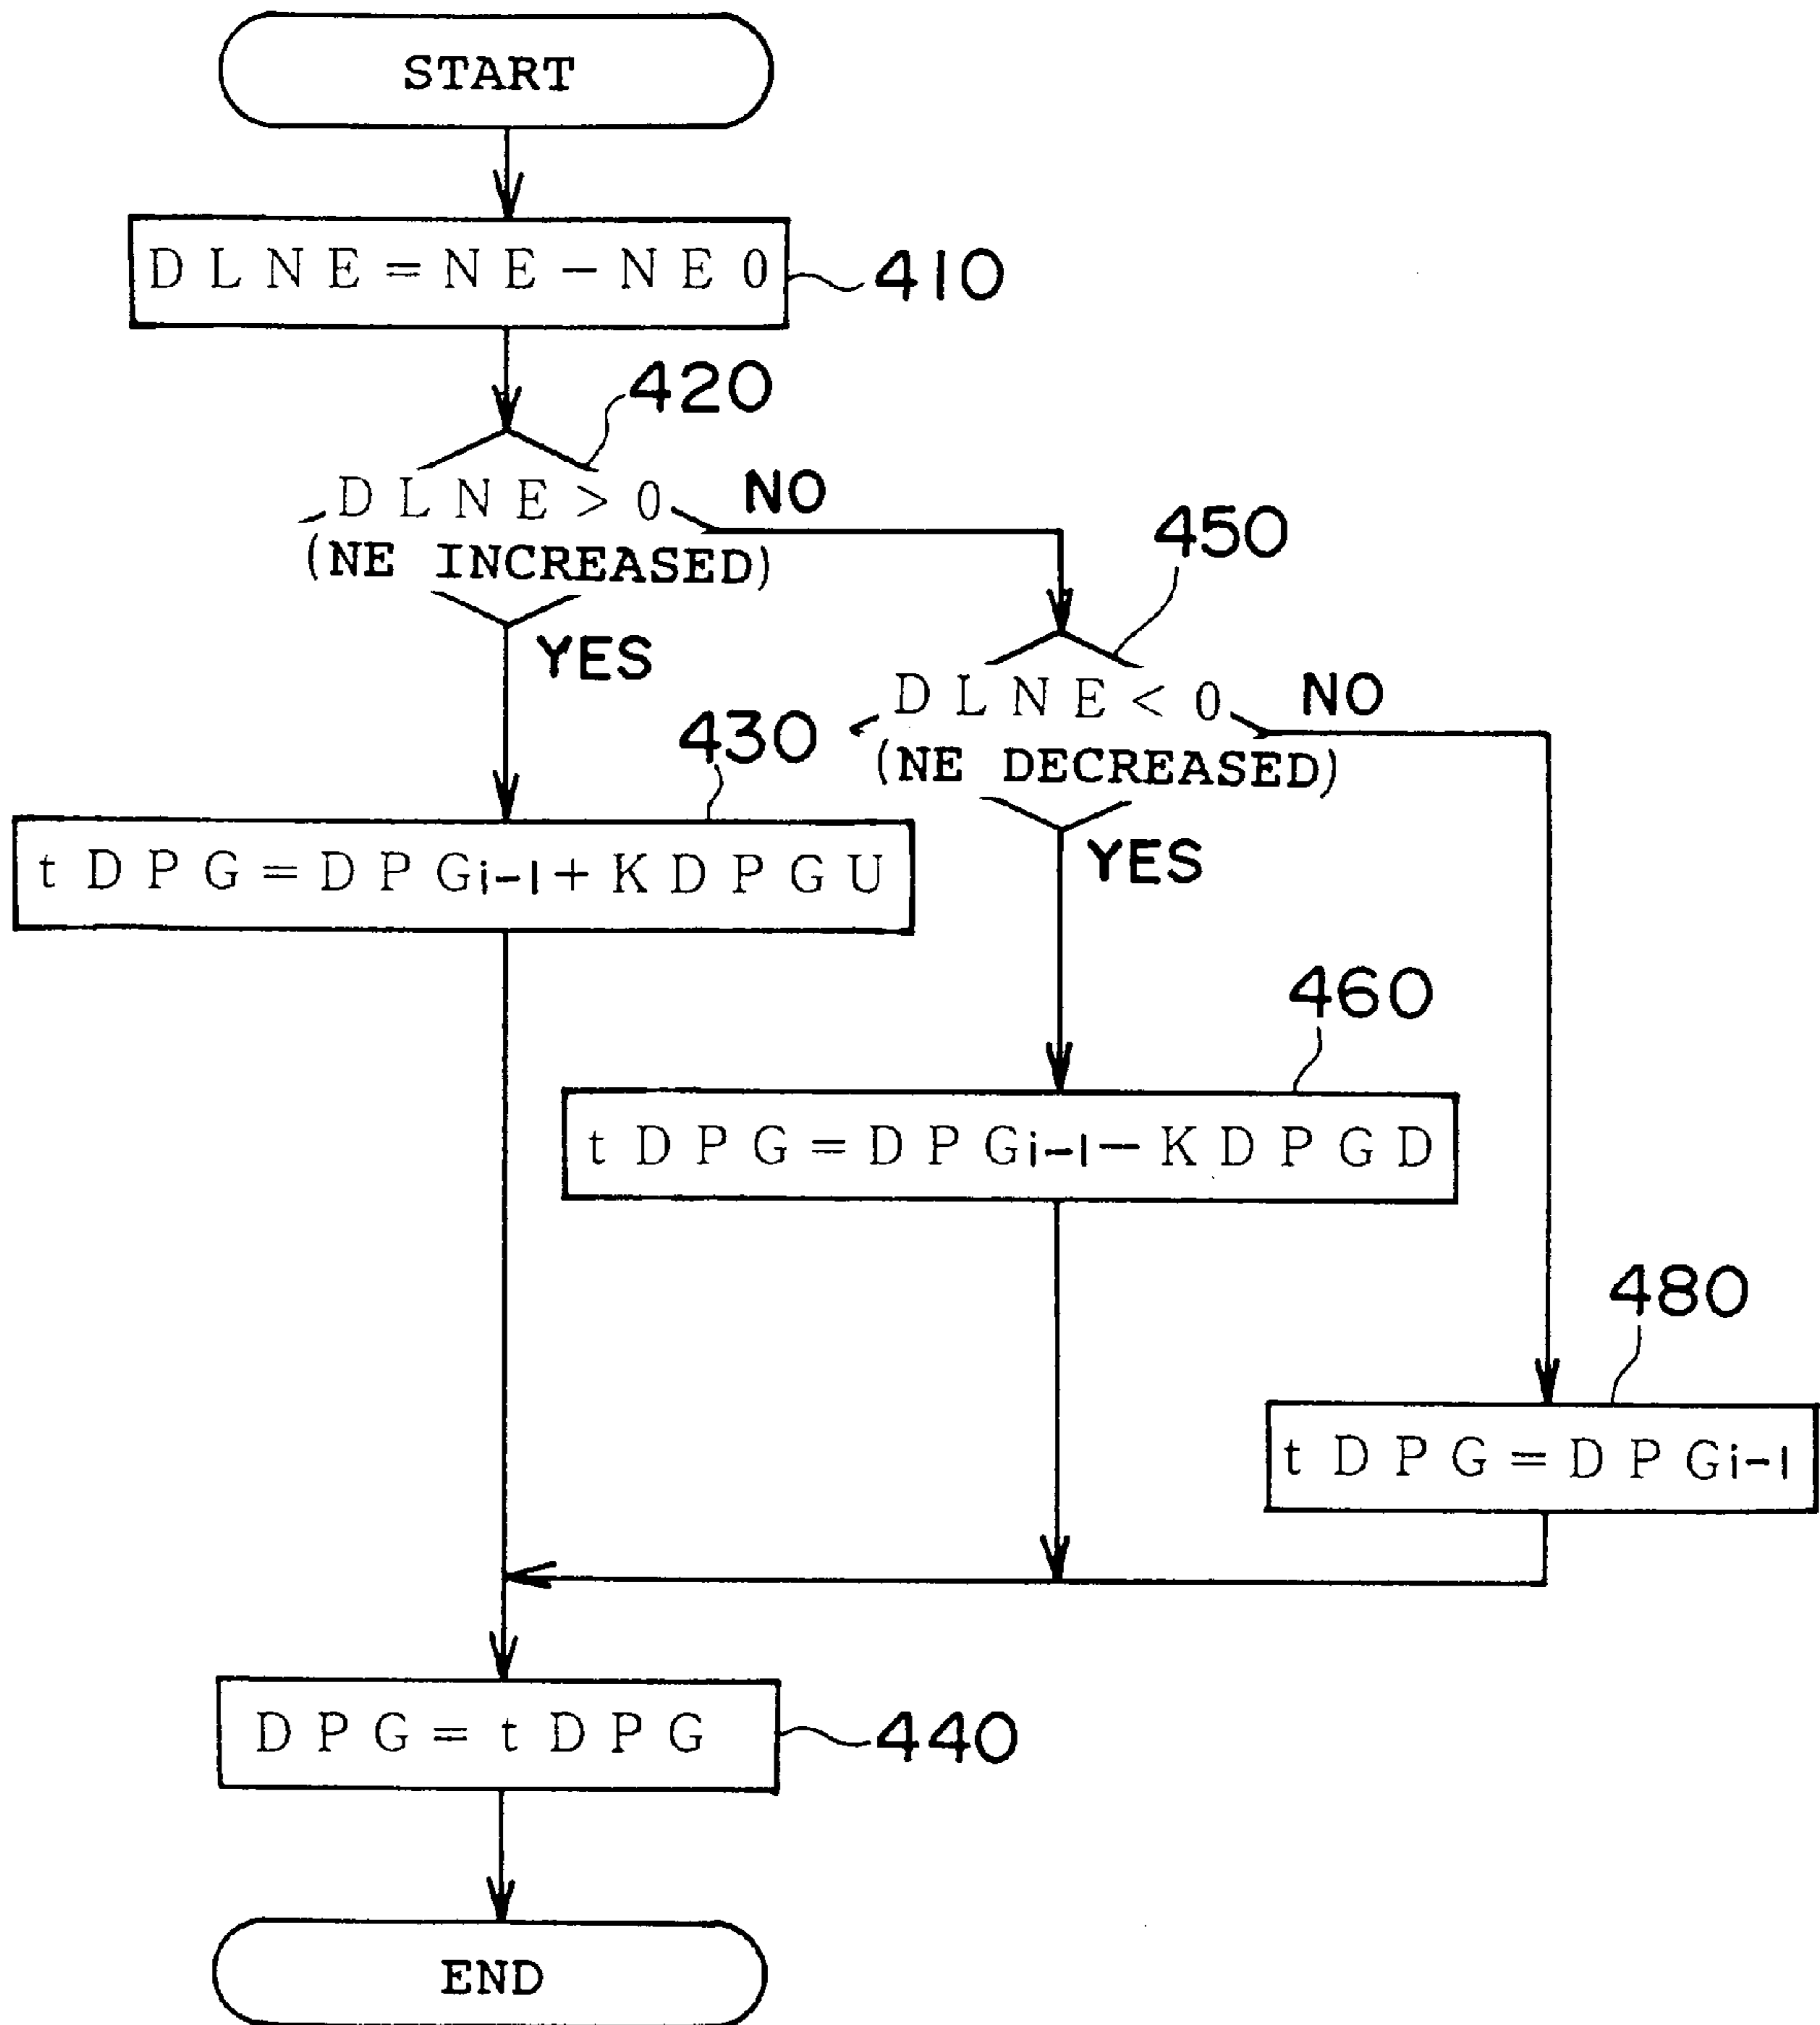 START
DLNE=NE-NE0
410
420
DLNE>0
NO
(NE INCREASED)
450
YES
DLNE<0
NO
430
(NE DECREASED)
YES
tDPG=DPGi-1+KDPGU
460
tDPG=DPGi-1-KDPGD
480
tDPG=DPGi-1
DPG=tDPG
440
END